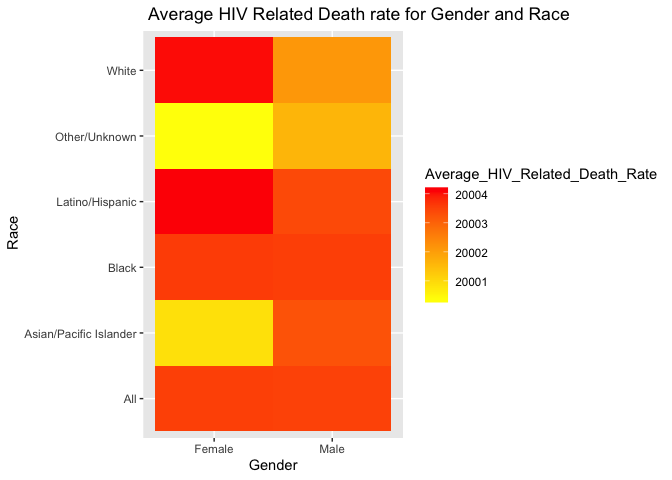 Average HIV Related Death rate for Gender and Race
White
Other/Unknown
Latino/Hispanic
Black
Asian/Pacific Islander
All
Race
Female
Male
Gender
Average_HIV_Related_Death_Rate
20004
20003
20002
20001